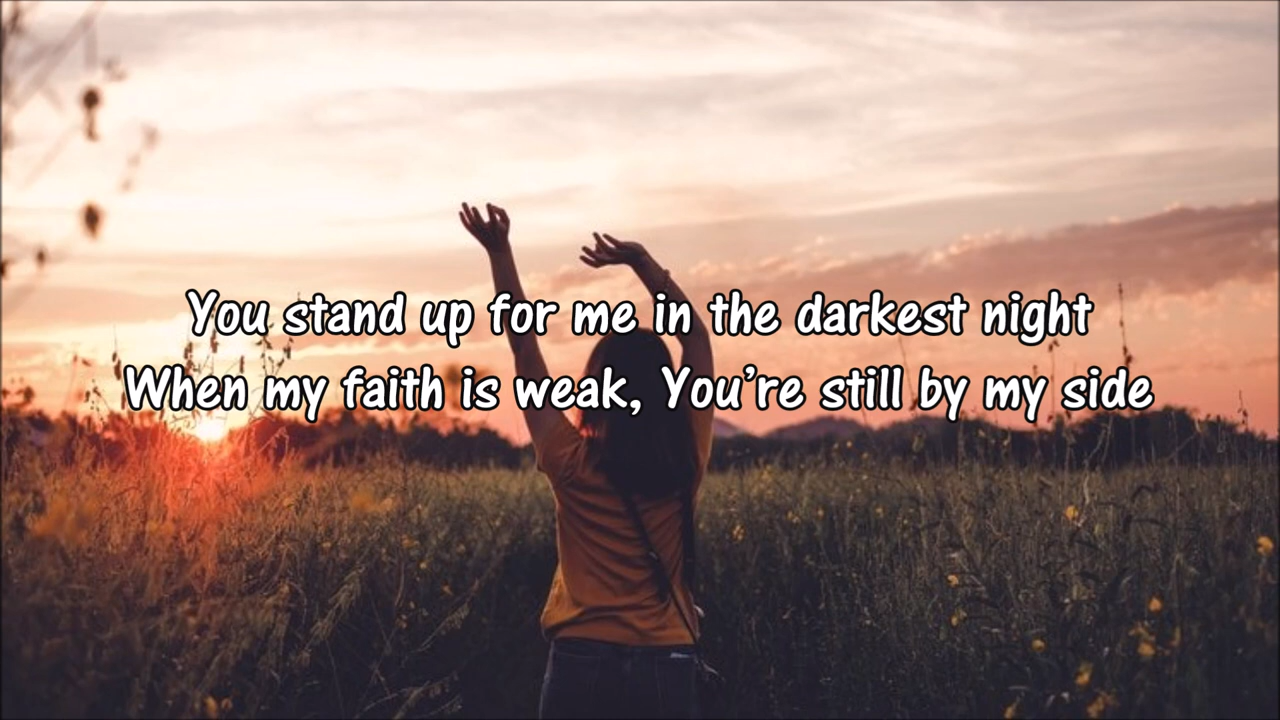 You stand up for me in the darkest night
When my faith is weak, You're still by my side